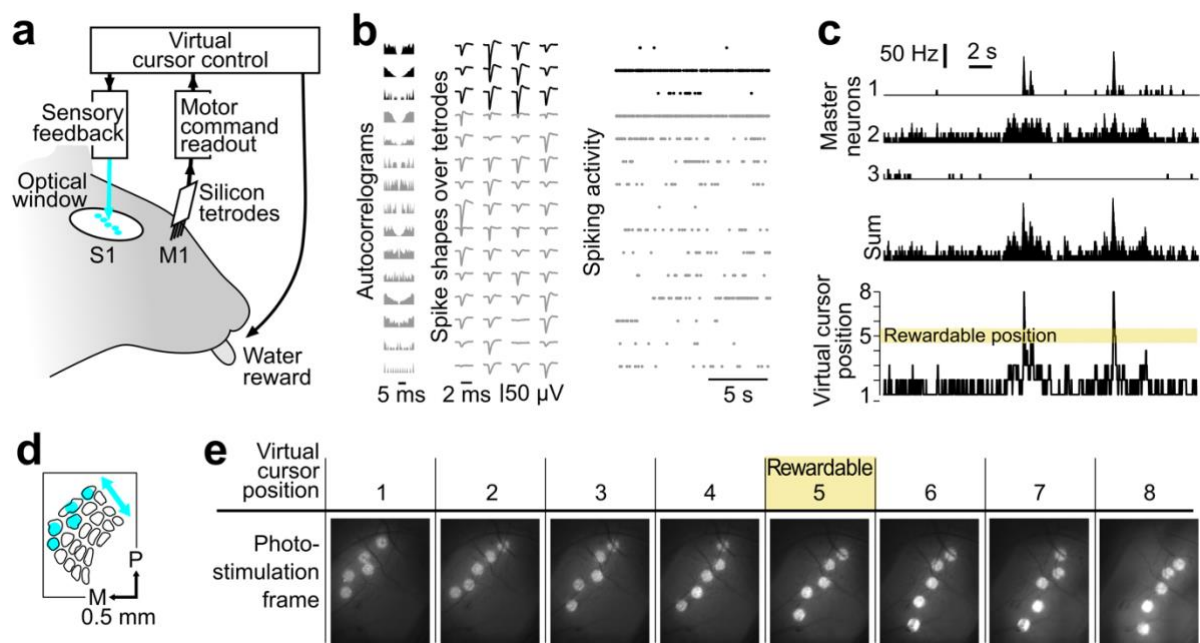 a
Virtual
cursor control
Sensory
feedback
Motor
command
readout
Optical
window
Silicon
tetrodes
S1
M1
Water
reward
b
Autocorrelograms
Spike shapes over tetrodes
Spiking activity
5 ms
2 ms
50 µV
5 s
c
50 Hz
2 s
Master
neurons
1
2
3
Sum
Virtual cursor
position
8
5
1
Rewardable position
d
P
M
0.5 mm
e
Virtual
cursor
position
1
2
3
4
Rewardable
5
6
7
8
Photo-
stimulation
frame